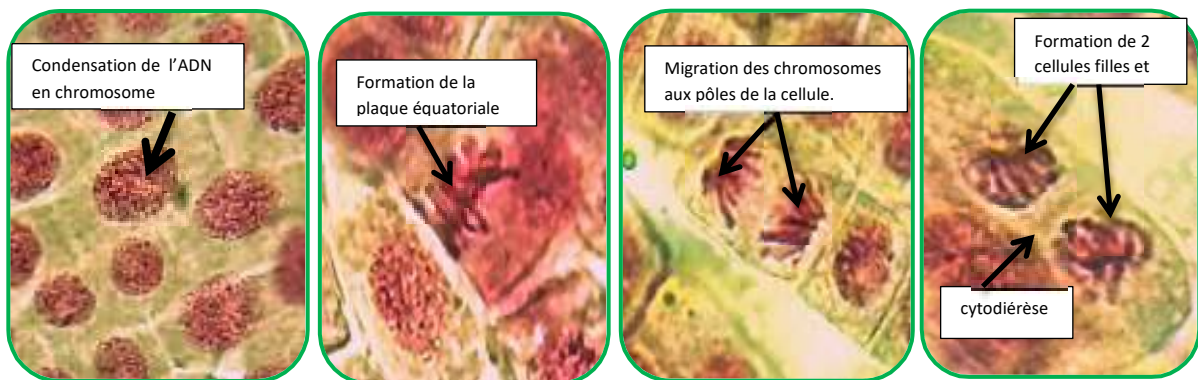 Condensation de l'ADN
en chromosome
Formation de la
plaque équatoriale
Migration des chromosomes
aux pôles de la cellule.
Formation de 2
cellules filles et
cytodiérèse